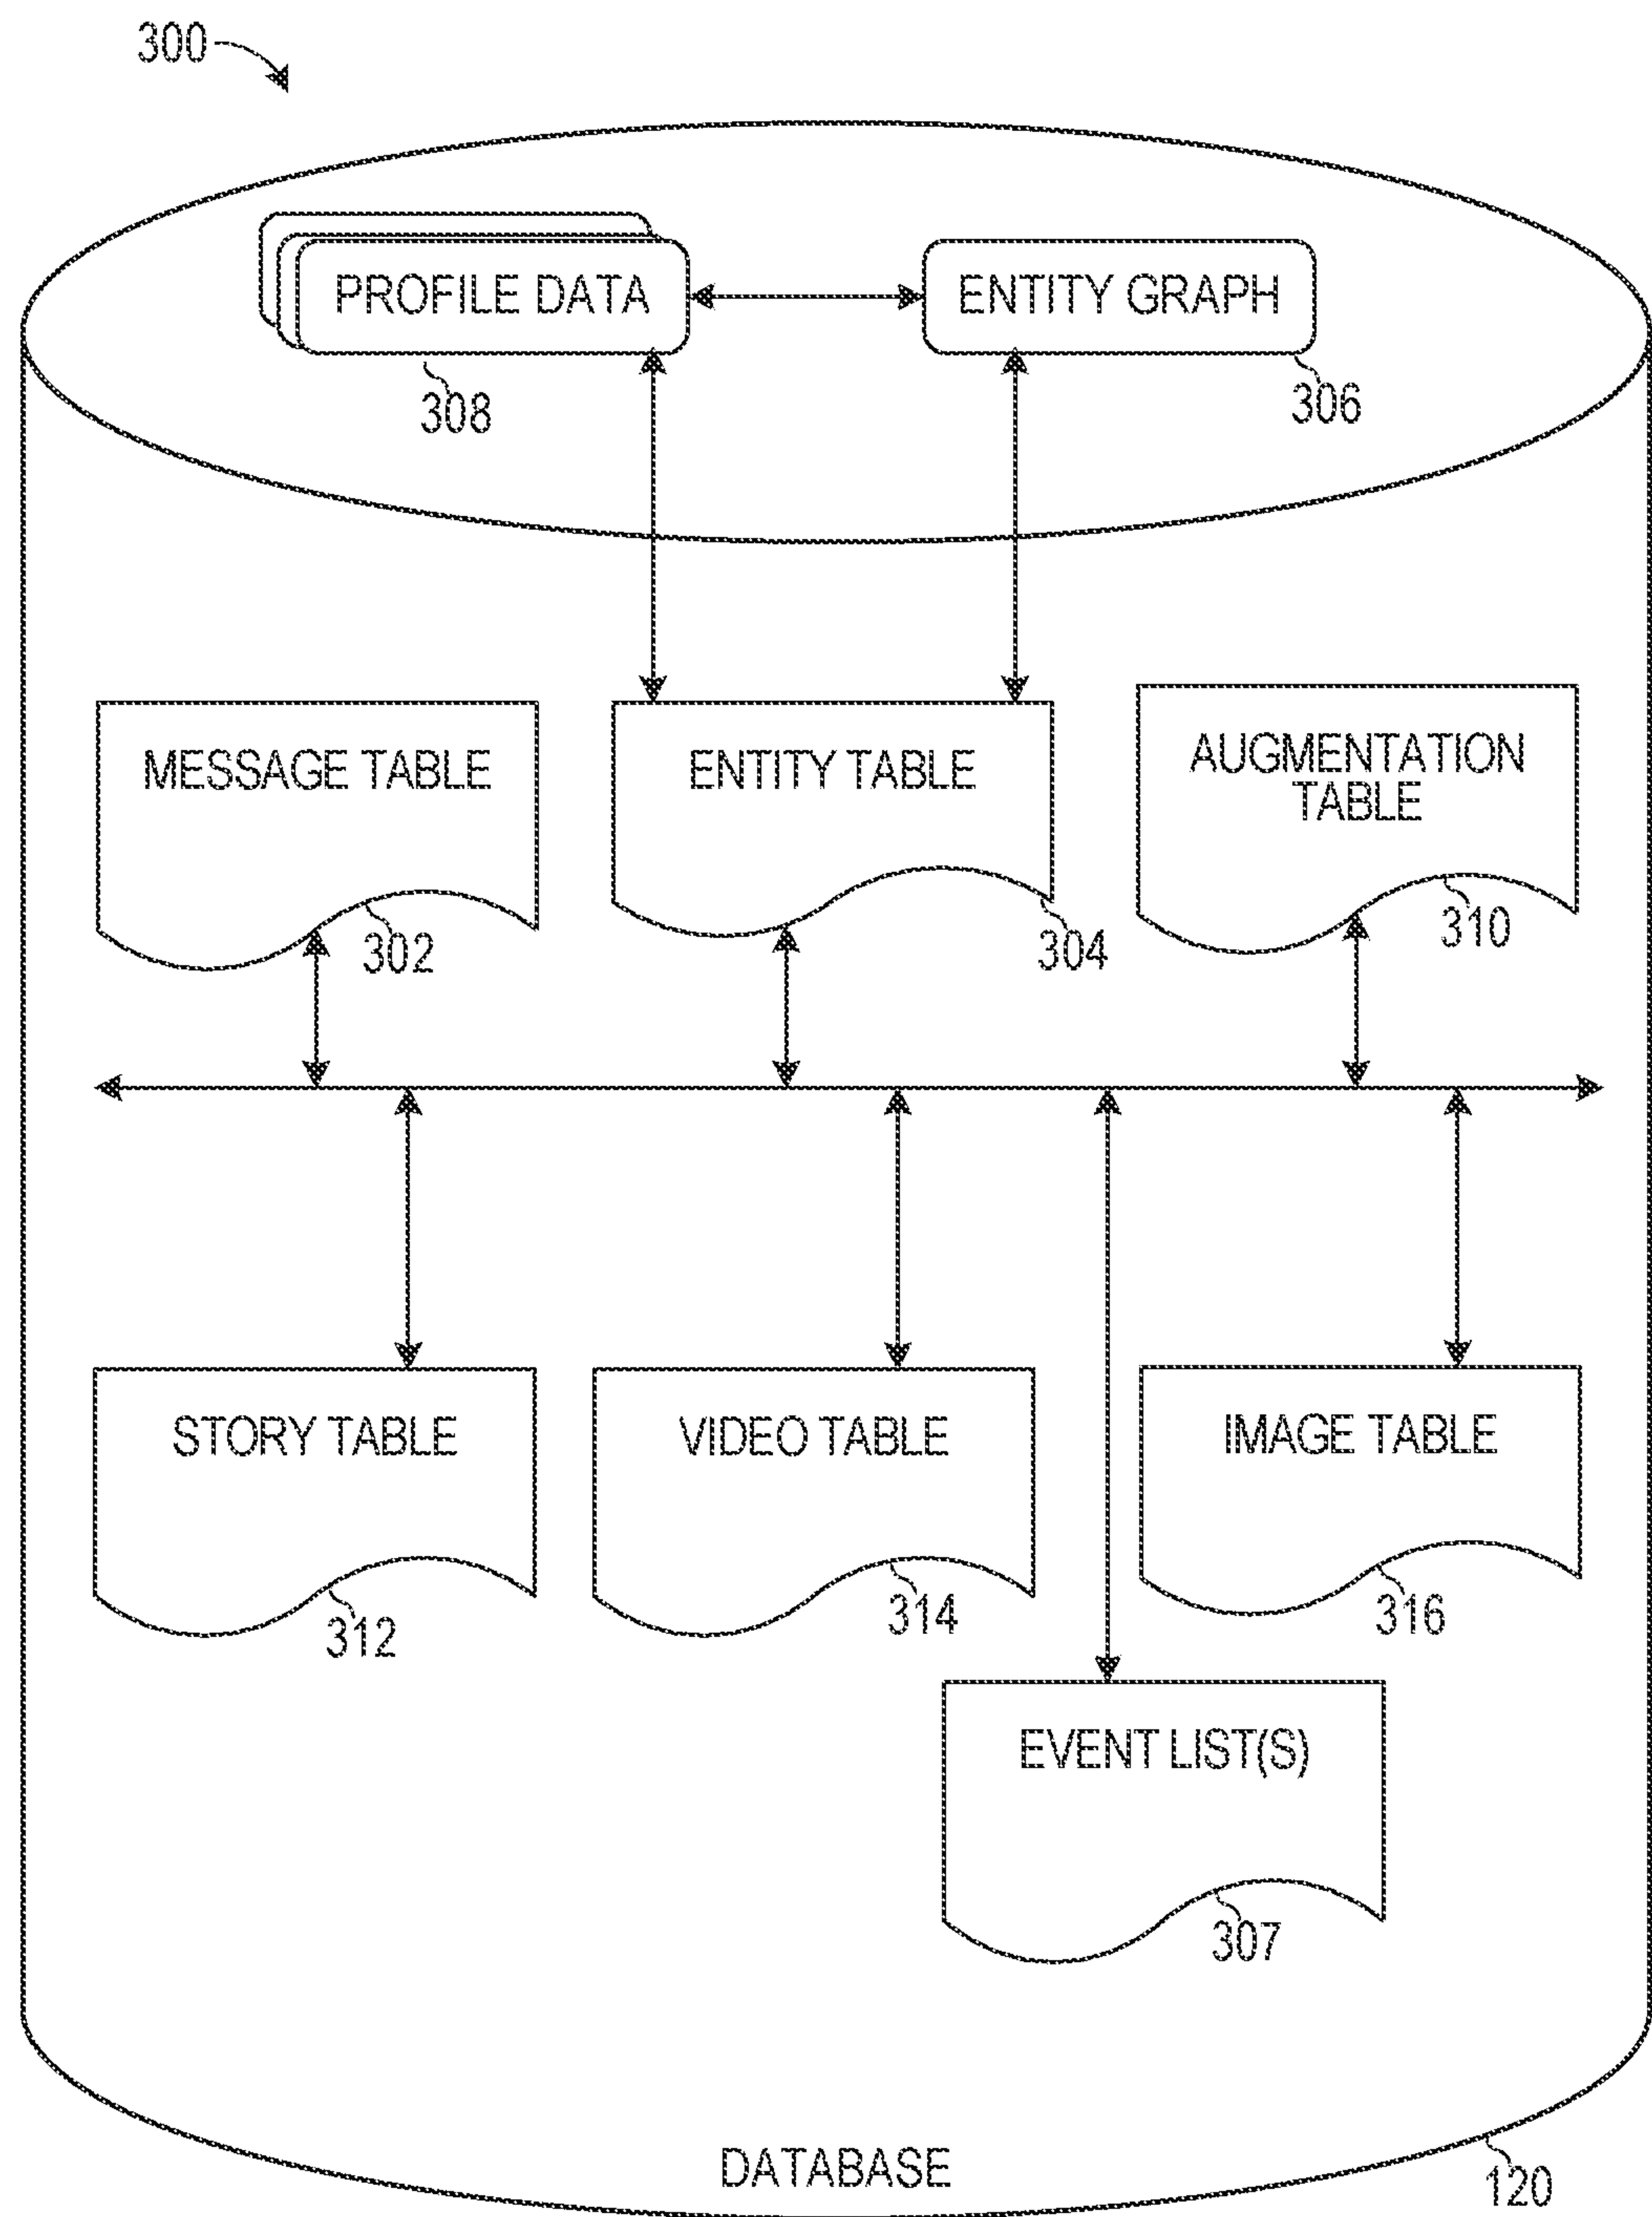 300
PROFILE DATA
ENTITY GRAPH
308
306
MESSAGE TABLE
ENTITY TABLE
AUGMENTATION
TABLE
302
304
310
STORY TABLE
VIDEO TABLE
IMAGE TABLE
312
314
316
EVENT LIST(S)
307
DATABASE
120